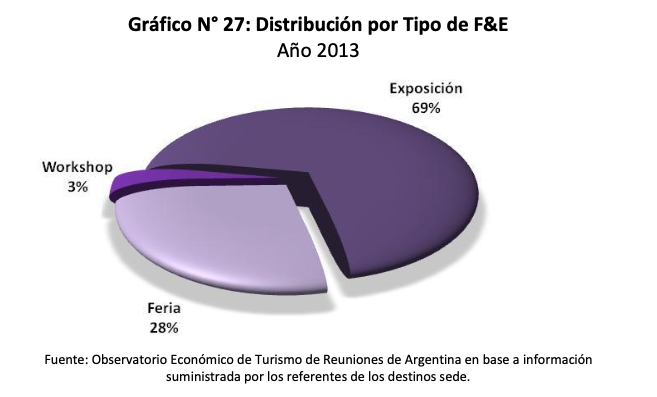 Gráfico N° 27: Distribución por Tipo de F&E
Año 2013
Exposición
69%
Workshop
3%
Feria
28%
Fuente: Observatorio Económico de Turismo de Reuniones de Argentina en base a información
suministrada por los referentes de los destinos sede.